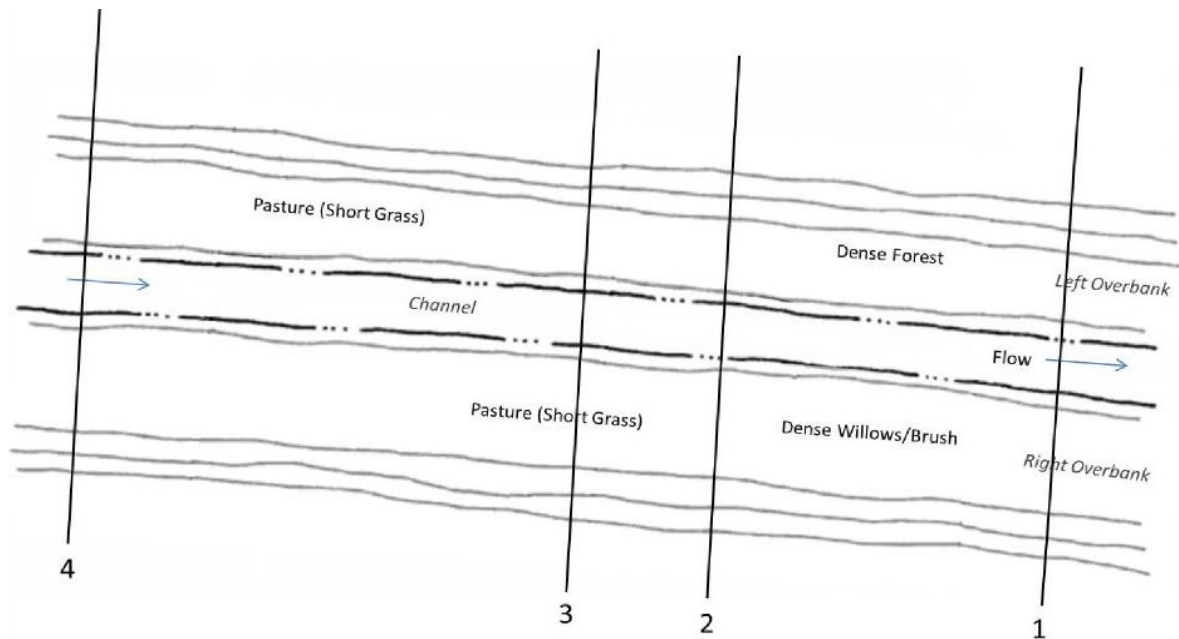 Pasture (Short Grass)
Dense Forest
Left Overbank
Channel
Flow
Pasture (Short Grass)
Dense Willows/Brush
Right Overbank
4
3
2
1